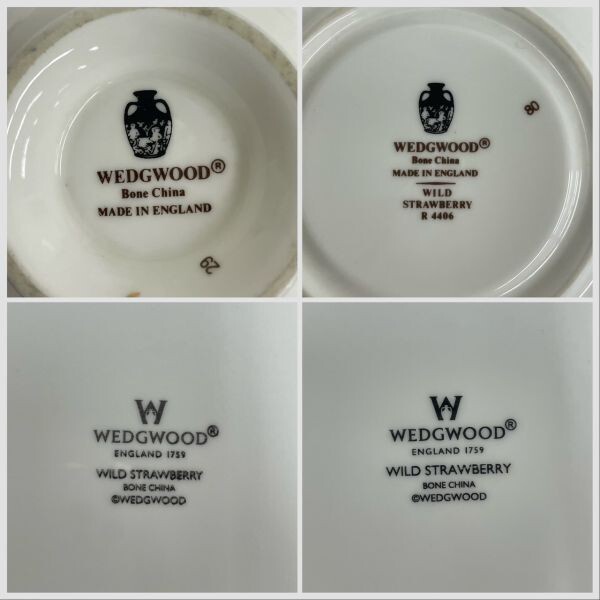 WEDGWOOD®
Bone China
MADE IN ENGLAND
29
WEDGWOOD®
Bone China
MADE IN ENGLAND
WILD
STRAWBERRY
R 4406
80
W
WEDGWOOD®
ENGLAND 1759
WILD STRAWBERRY
BONE CHINA
©WEDGWOOD
W
WEDGWOOD®
ENGLAND 1759
WILD STRAWBERRY
BONE CHINA
©WEDGWOOD